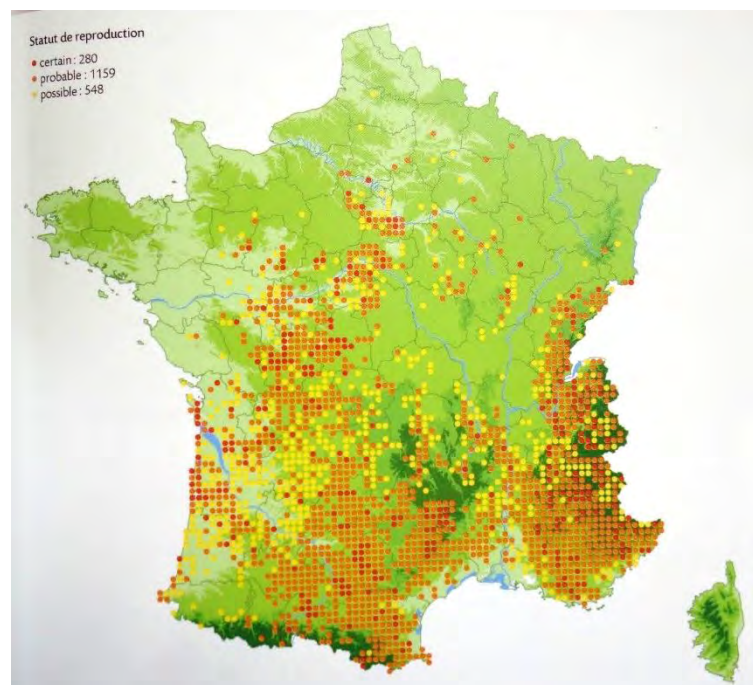 Statut de reproduction
certain : 280
probable : 1159
possible : 548